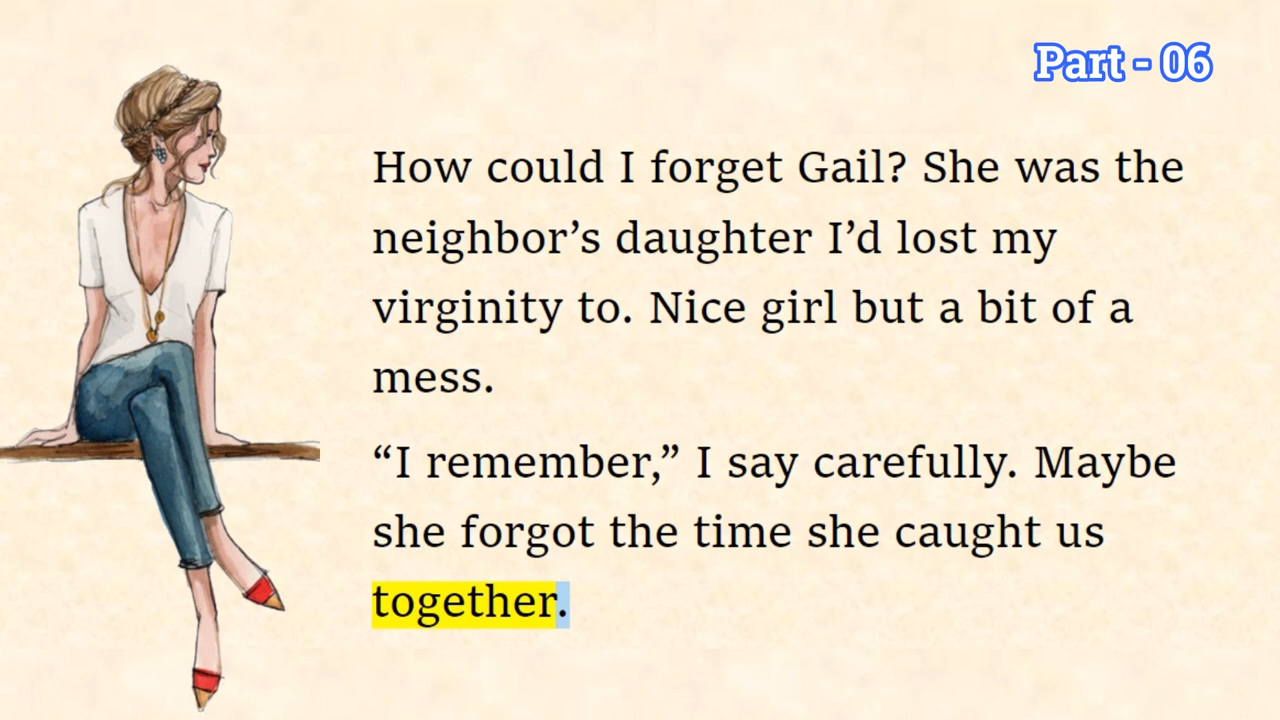 Part - 06
How could I forget Gail? She was the
neighbor’s daughter I’d lost my
virginity to. Nice girl but a bit of a
mess.
“I remember,” I say carefully. Maybe
she forgot the time she caught us
together.